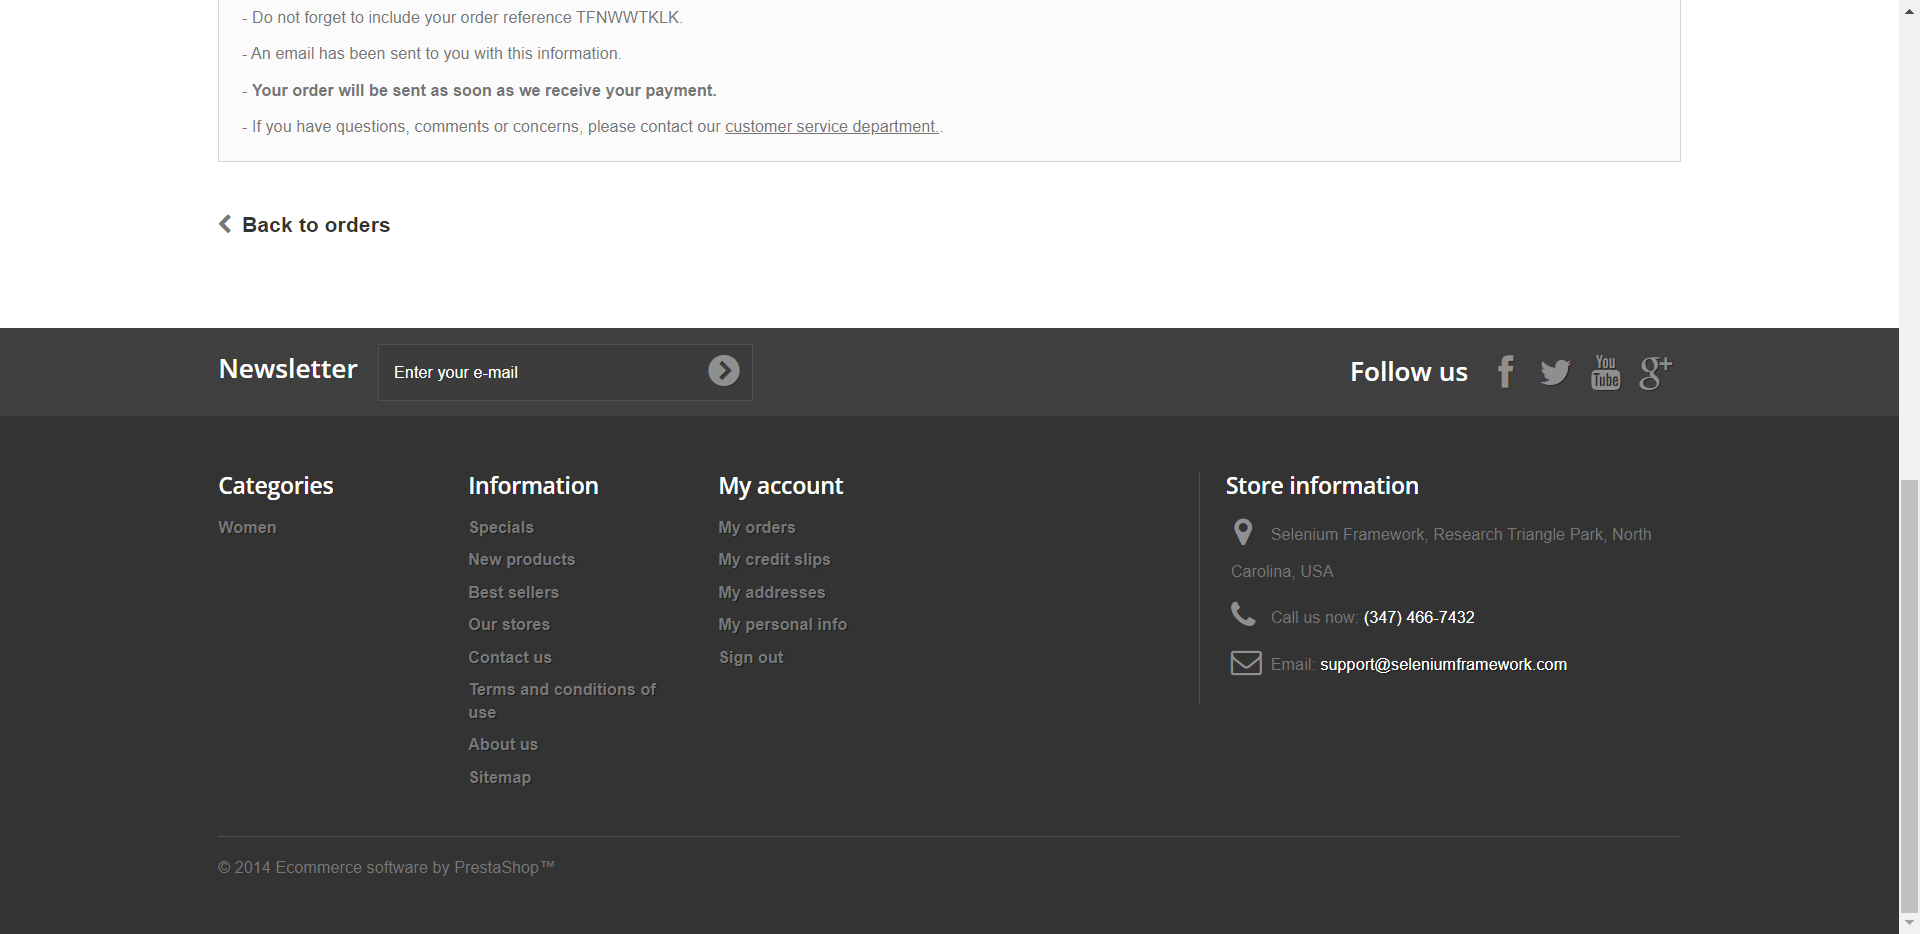 - Do not forget to include your order reference TFNWWTKLK.
- An email has been sent to you with this information.
- Your order will be sent as soon as we receive your payment.
- If you have questions, comments or concerns, please contact our customer service department..
Back to orders
Newsletter
Enter your e-mail
Follow us
You
Tube
g+
Categories
Women
Information
Specials
New products
Best sellers
Our stores
Contact us
Terms and conditions of
use
About us
Sitemap
My account
My orders
My credit slips
My addresses
My personal info
Sign out
Store information
Selenium Framework, Research Triangle Park, North
Carolina, USA
Call us now: (347) 466-7432
Email: support@seleniumframework.com
© 2014 Ecommerce software by PrestaShop™